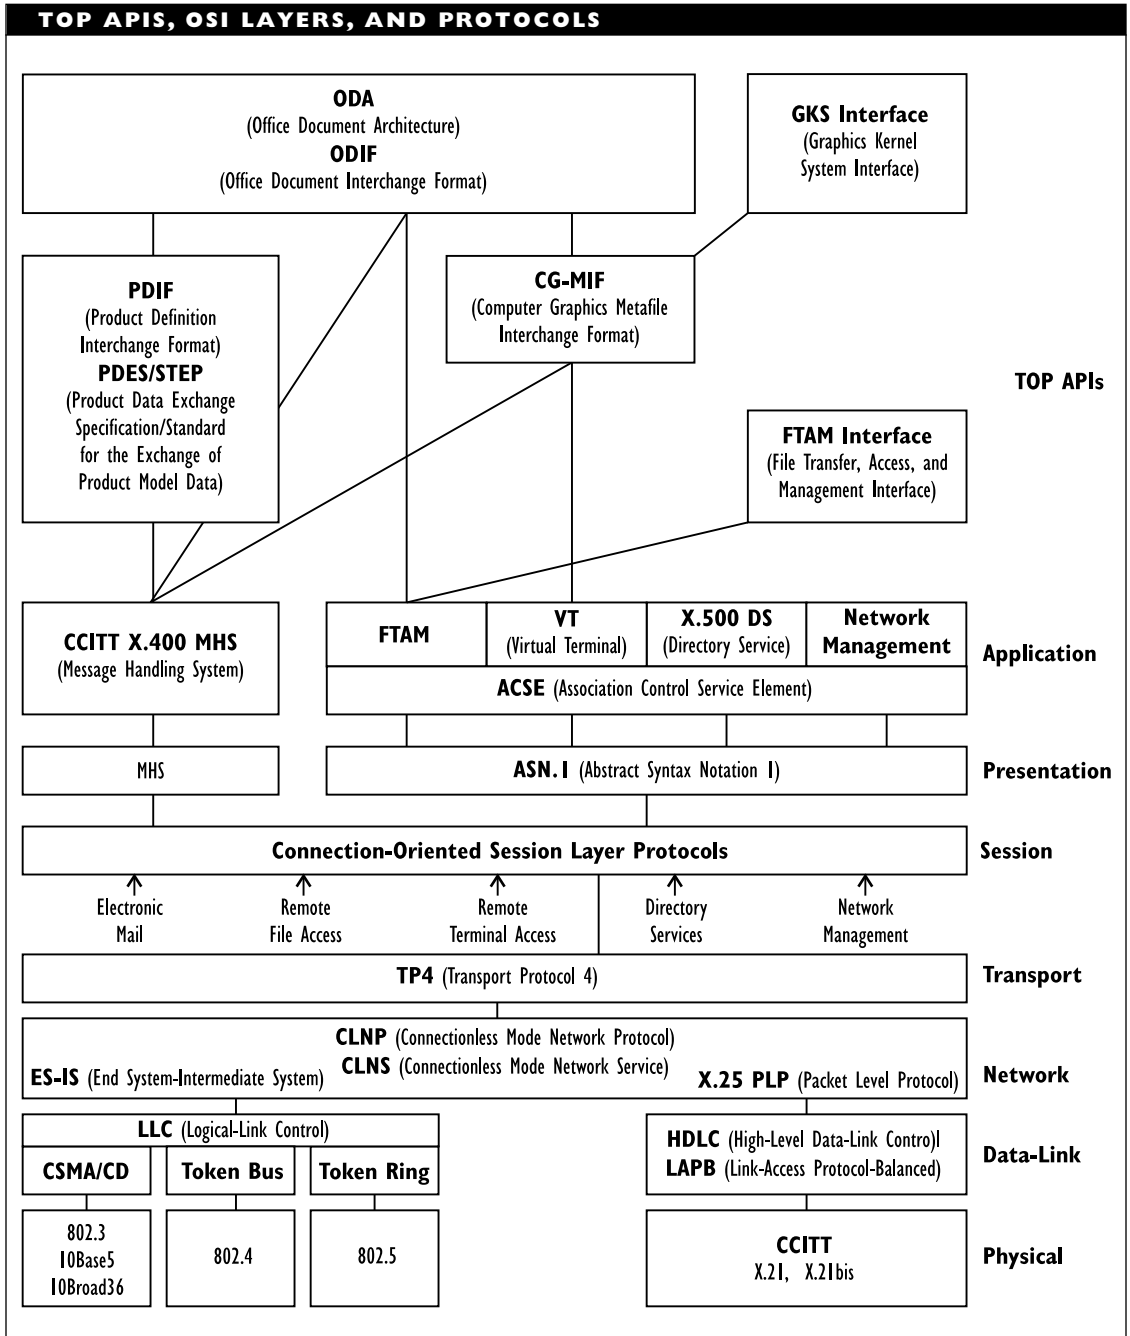 TOP APIS, OSI LAYERS, AND PROTOCOLS
ODA
(Office Document Architecture)
ODIF
(Office Document Interchange Format)
GKS Interface
(Graphics Kernel
System Interface)
PDIF
(Product Definition
Interchange Format)
PDES/STEP
(Product Data Exchange
Specification/Standard
for the Exchange of
Product Model Data)
CG-MIF
(Computer Graphics Metafile
Interchange Format)
TOP APIs
FTAM Interface
(File Transfer, Access, and
Management Interface)
CCITT X.400 MHS
(Message Handling System)
FTAM
VT
(Virtual Terminal)
X.500 DS
(Directory Service)
Network
Management
ACSE (Association Control Service Element)
Application
MHS
ASN.1 (Abstract Syntax Notation 1)
Presentation
Connection-Oriented Session Layer Protocols
Session
Electronic
Mail
Remote
File Access
Remote
Terminal Access
Directory
Services
Network
Management
TP4 (Transport Protocol 4)
Transport
CLNP (Connectionless Mode Network Protocol)
CLNS (Connectionless Mode Network Service)
ES-IS (End System-Intermediate System)
X.25 PLP (Packet Level Protocol)
Network
LLC (Logical-Link Control)
CSMA/CD
Token Bus
Token Ring
HDLC (High-Level Data-Link Control)
LAPB (Link-Access Protocol-Balanced)
Data-Link
802.3
10Base5
10Broad36
802.4
802.5
CCITT
X.21, X.21bis
Physical